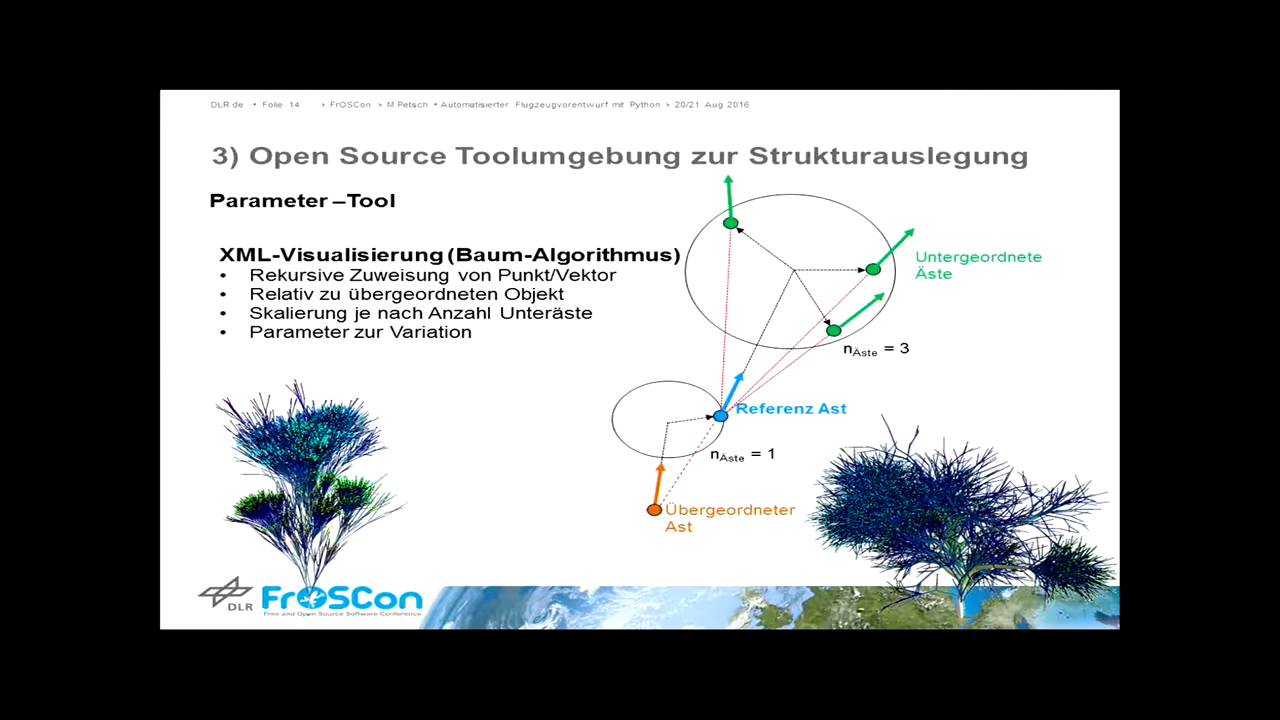 DLR de • Folie 14 > FrOSCon > M Petsch • Automatisierter Flugzeugvorentwurf mit Python > 20/21 Aug 2016
3) Open Source Toolumgebung zur Strukturauslegung
Parameter –Tool
XML-Visualisierung (Baum-Algorithmus)
• Rekursive Zuweisung von Punkt/Vektor
• Relativ zu übergeordneten Objekt
• Skalierung je nach Anzahl Unteräste
• Parameter zur Variation
Untergeordnete
Äste
nÄste = 3
Referenz Ast
nÄste = 1
Übergeordneter
Ast
DLR
FrOSCon
Free and Open Source Software Conference